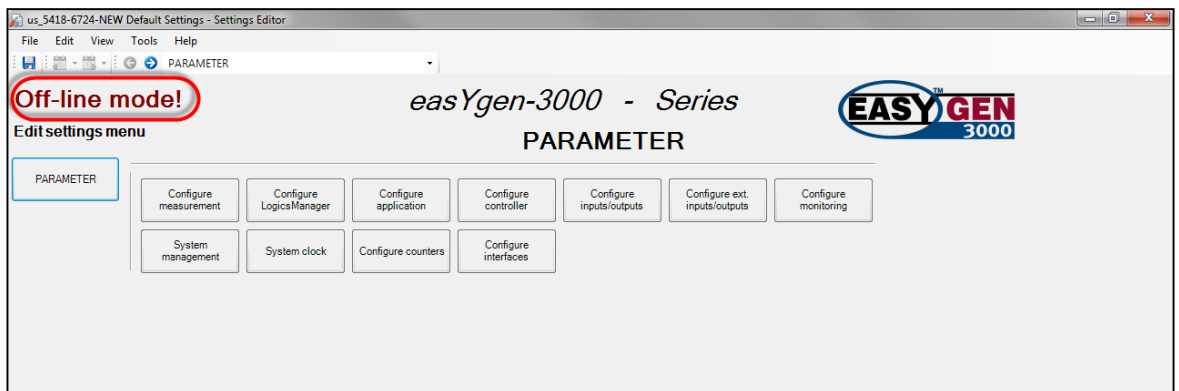 us_5418-6724-NEW Default Settings - Settings Editor
File Edit View Tools Help
PARAMETER
Off-line mode!
easYgen-3000 - Series
EASYGEN
TM
3000
Edit settings menu
PARAMETER
PARAMETER
Configure
measurement
Configure
LogicsManager
Configure
application
Configure
controller
Configure
inputs/outputs
Configure ext.
inputs/outputs
Configure
monitoring
System
management
System clock
Configure counters
Configure
interfaces